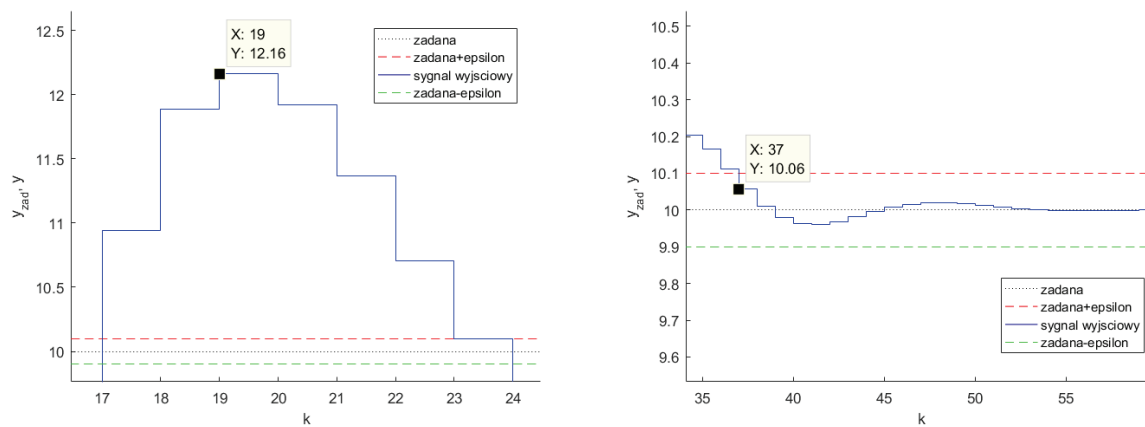 12.5
12
11.5
11
10.5
10
17
18
19
20
21
22
23
24
k
y_zad, y
X: 19
Y: 12.16
zadana
zadana+epsilon
sygnal wyjsciowy
zadana-epsilon
10.5
10.4
10.3
10.2
10.1
10
9.9
9.8
9.7
9.6
35
40
45
50
55
k
y_zad, y
X: 37
Y: 10.06
zadana
zadana+epsilon
sygnal wyjsciowy
zadana-epsilon